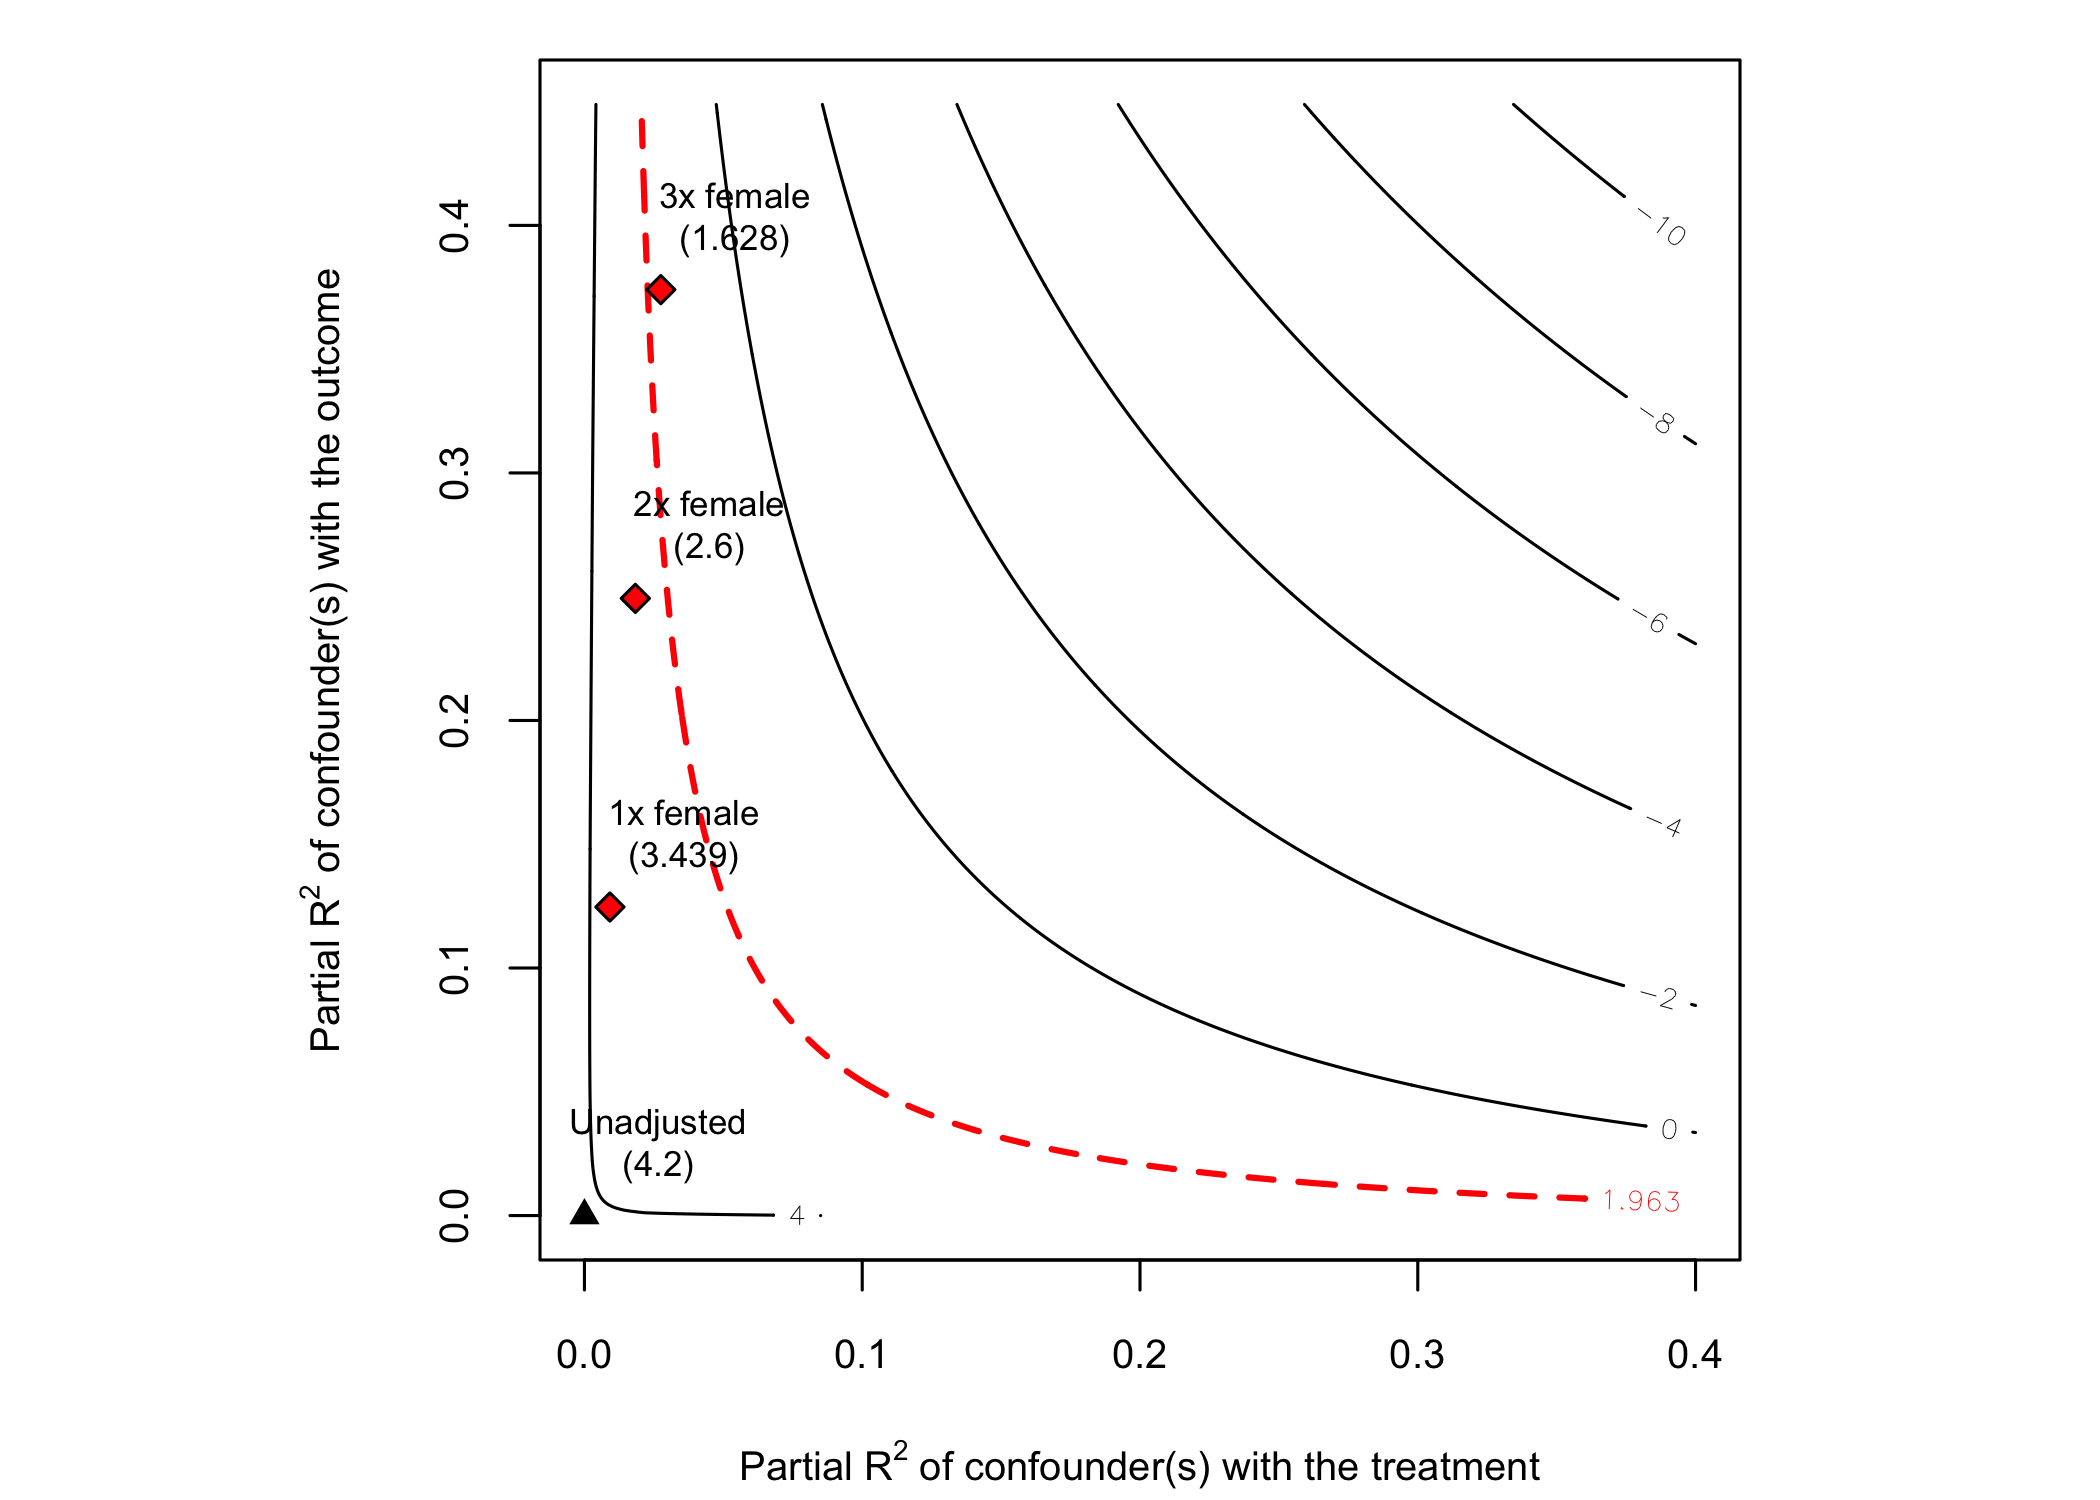 3x female
(1.628)
2x female
(2.6)
1x female
(3.439)
Unadjusted
(4.2)
-10
-8
-6
-4
-2
0
1.963
4
0.4
0.3
0.2
0.1
0.0
Partial R² of confounder(s) with the outcome
0.0 0.1 0.2 0.3 0.4
Partial R² of confounder(s) with the treatment